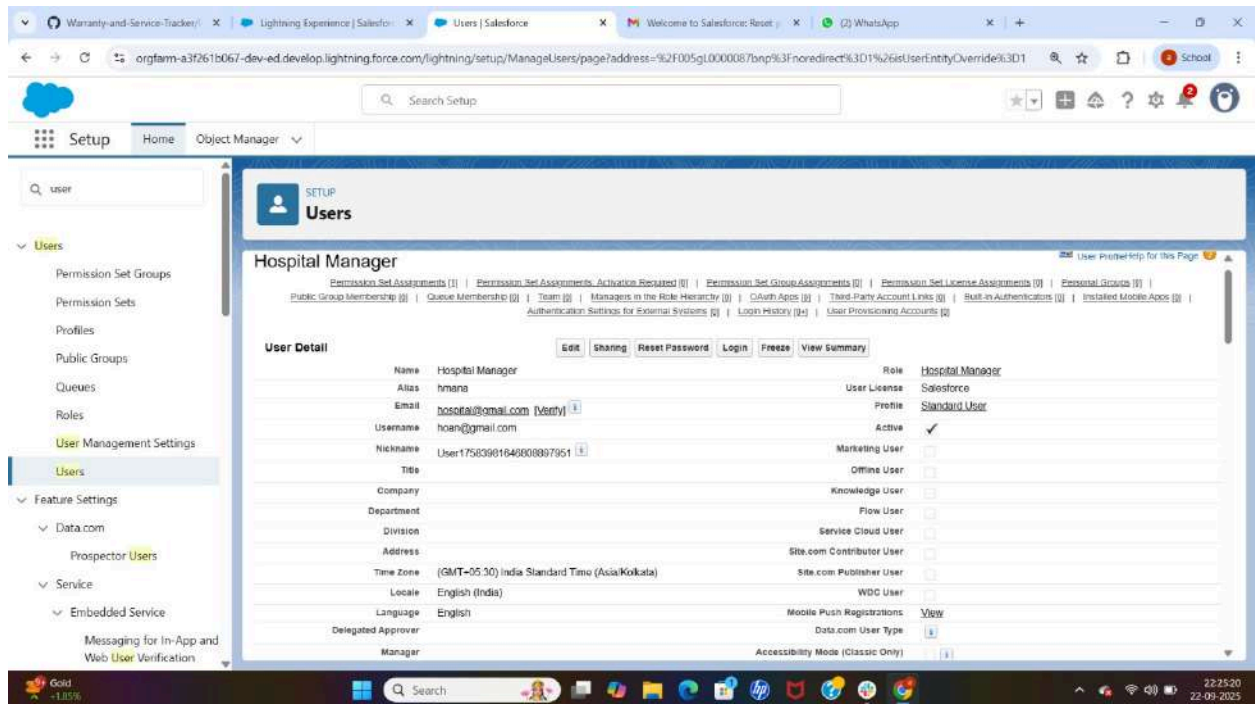 Warranty-and-Service-Tracker/
Lightning Experience | Salesfor
Users | Salesforce
Welcome to Salesforce: Reset
(2) WhatsApp
orgfarm-a3f261b067-dev-ed.develop.lightning.force.com/lightning/setup/ManageUsers/page?address=%2F005gL0000087bnp%3Fnoredirect%3D1%26isUserEntityOverride%3D1
School
Search Setup
2
Setup
Home
Object Manager
user
Users
Permission Set Groups
Permission Sets
Profiles
Public Groups
Queues
Roles
User Management Settings
Users
Feature Settings
Data.com
Prospector Users
Service
Embedded Service
Messaging for In-App and
Web User Verification
SETUP
Users
Hospital Manager
User Profile Help for this Page
Permission Set Assignments [1] | Permission Set Assignments: Activation Required [0] | Permission Set Group Assignments [0] | Permission Set License Assignments [0] | Personal Groups [0] |
Public Group Membership [0] | Queue Membership [0] | Team [0] | Managers in the Role Hierarchy [0] | OAuth Apps [0] | Third-Party Account Links [0] | Built-in Authenticators [0] | Installed Mobile Apps [0] |
Authentication Settings for External Systems [0] | Login History [0+] | User Provisioning Accounts [0]
User Detail
Edit Sharing Reset Password Login Freeze View Summary
Name Hospital Manager Role Hospital Manager
Alias hmana User License Salesforce
Email hospital@gmail.com [Verify] Profile Standard User
Username hoan@gmail.com Active
Nickname Marketing User
Title Offline User
Company Knowledge User
Department Flow User
Division Service Cloud User
Address Site.com Contributor User
Time Zone (GMT+05:30) India Standard Time (Asia/Kolkata) Site.com Publisher User
Locale English (India) WDC User
Language English Mobile Push Registrations View
Delegated Approver Data.com User Type
Manager Accessibility Mode (Classic Only)
Gold
+1.85%
Search
22:25:20
22-09-2025